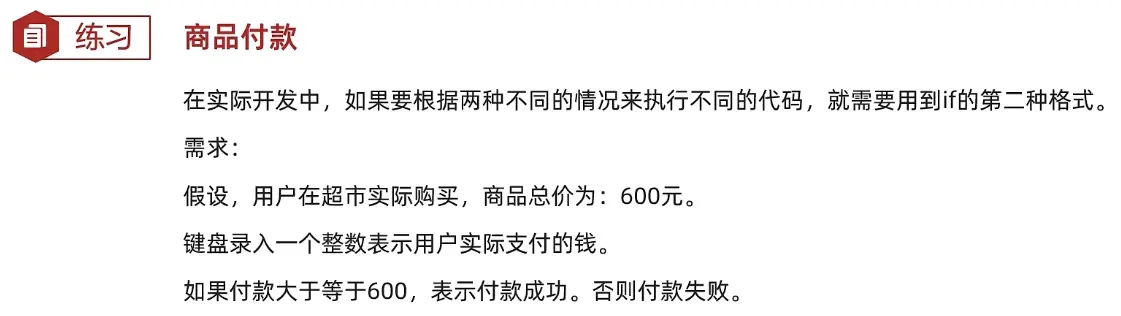 练习 商品付款
在实际开发中，如果要根据两种不同的情况来执行不同的代码，就需要用到if的第二种格式。
需求：
假设，用户在超市实际购买，商品总价为：600元。
键盘录入一个整数表示用户实际支付的钱。
如果付款大于等于600，表示付款成功。否则付款失败。